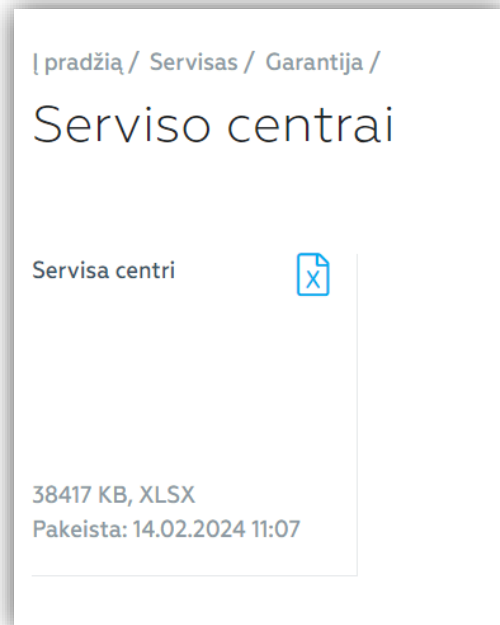 Į pradžią / Servisas / Garantija /
Serviso centrai
Servisa centri
X
38417 KB, XLSX
Pakeista: 14.02.2024 11:07